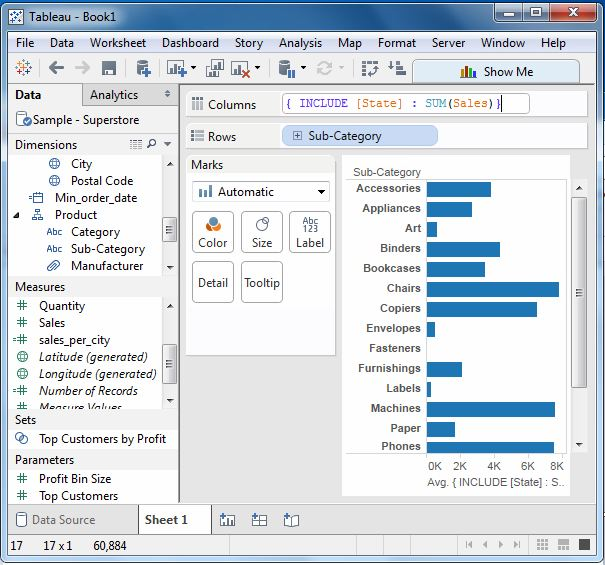 Tableau - Book1
File Data Worksheet Dashboard Story Analysis Map Format Server Window Help
Show Me
Data Analytics
Sample - Superstore
Dimensions
City
Postal Code
Min_order_date
Product
Category
Sub-Category
Manufacturer
Measures
Quantity
Sales
sales_per_city
Latitude (generated)
Longitude (generated)
Number of Records
Measure Values
Sets
Top Customers by Profit
Parameters
Profit Bin Size
Top Customers
Columns { INCLUDE [State] : SUM(Sales)}
Rows Sub-Category
Marks
Automatic
Abc
123
Color Size Label
Detail Tooltip
Abc
Abc
Sub-Category
Accessories
Appliances
Art
Binders
Bookcases
Chairs
Copiers
Envelopes
Fasteners
Furnishings
Labels
Machines
Paper
Phones
0K 2K 4K 6K 8K
Avg. { INCLUDE [State] : S..
Data Source Sheet 1
17 17 x 1 60,884